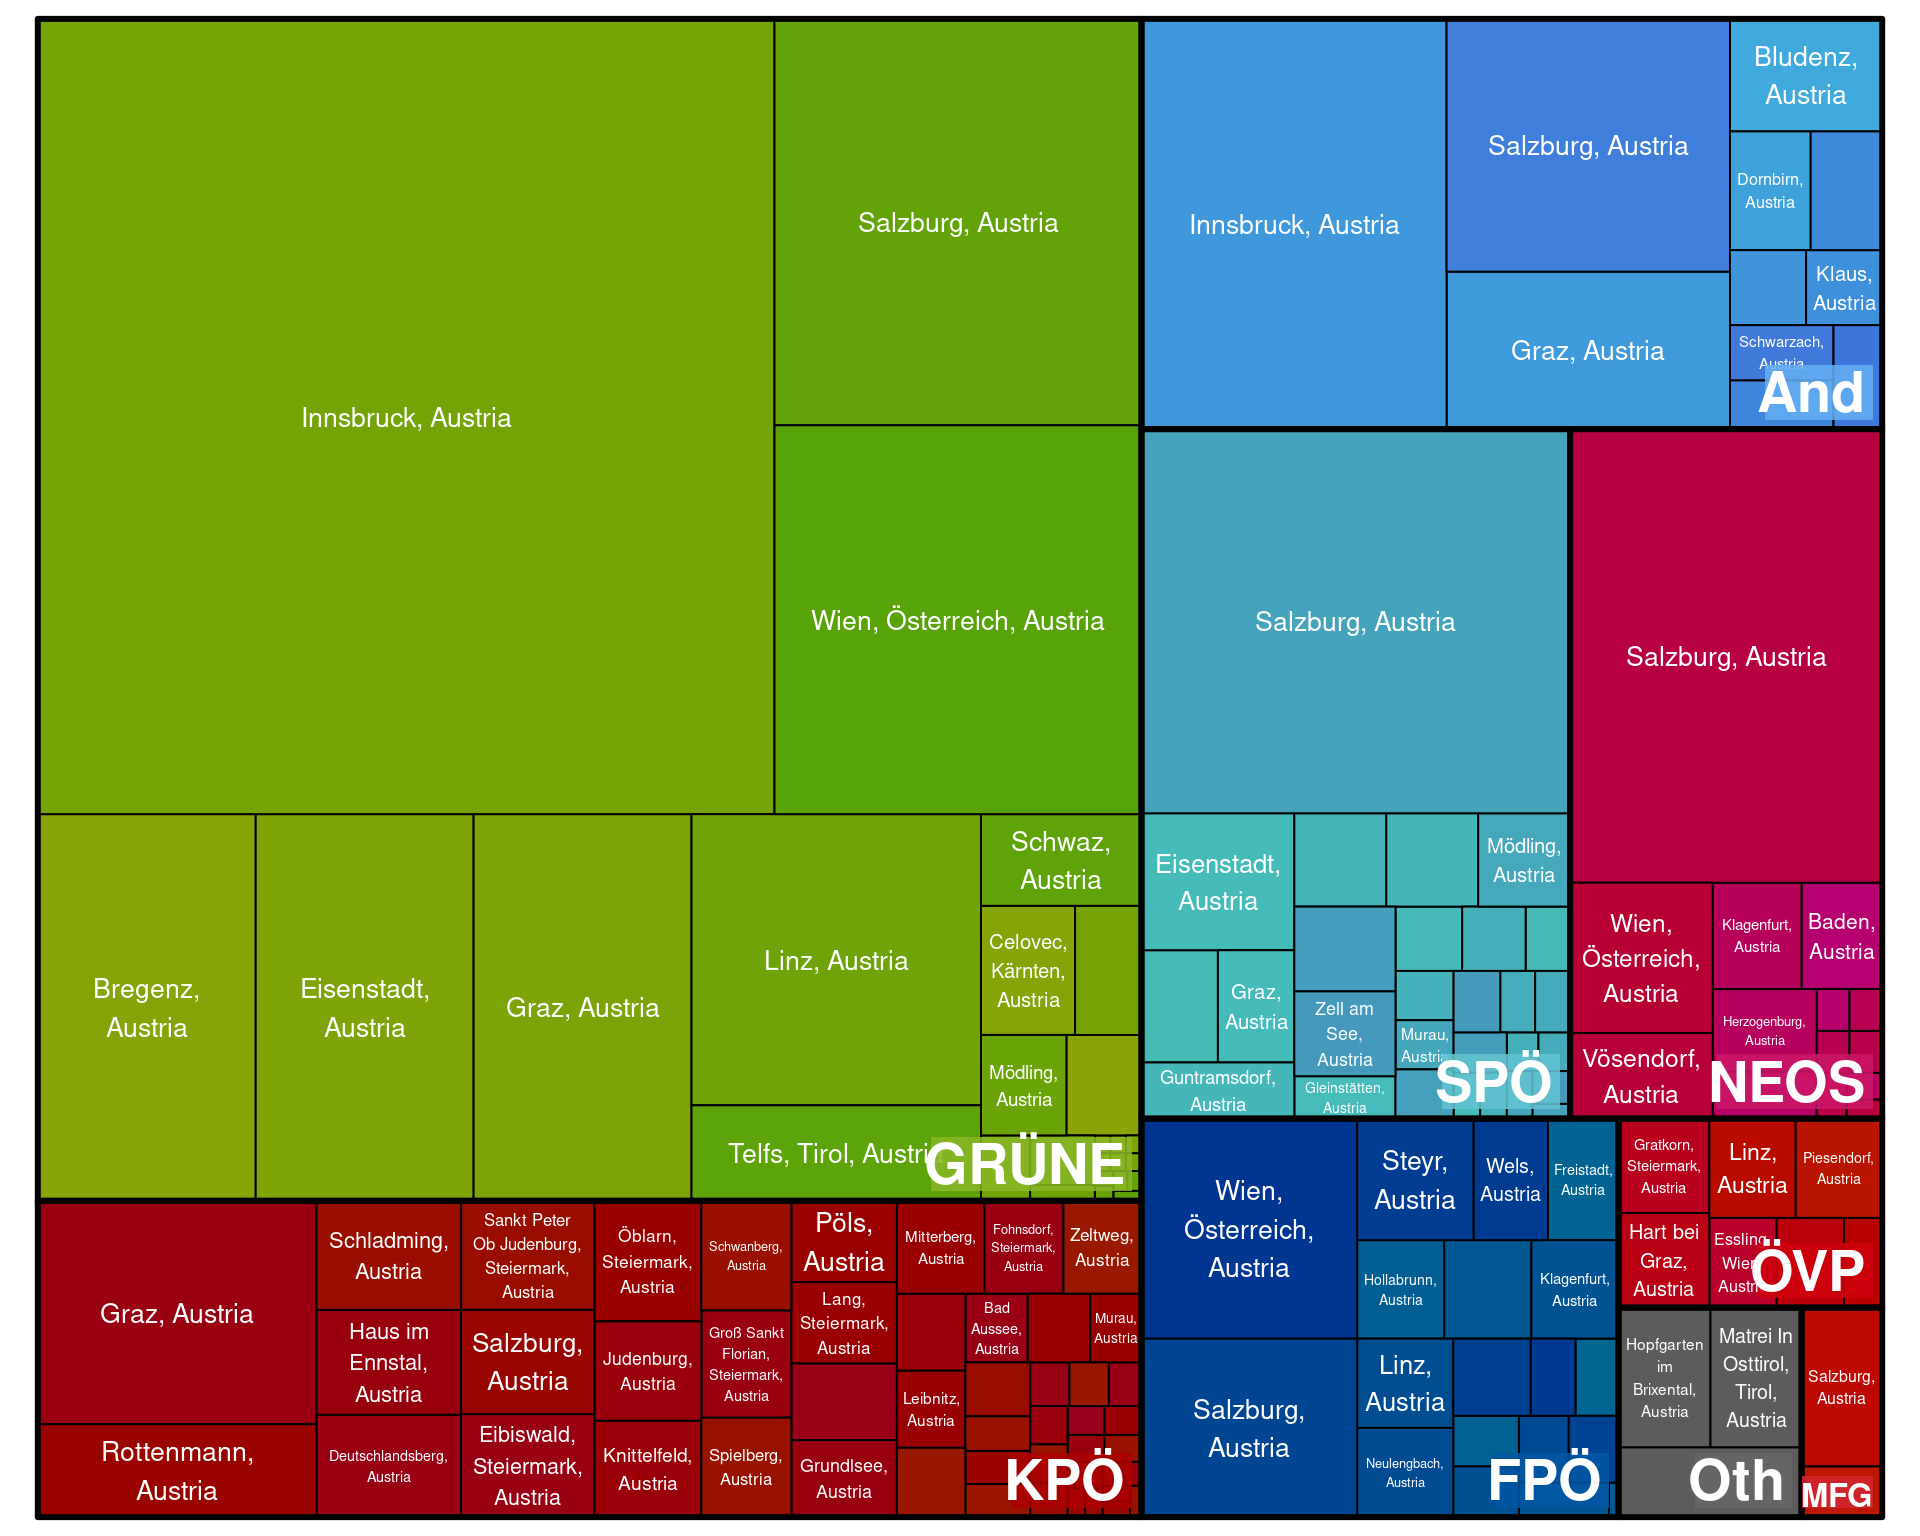 Innsbruck, Austria
Salzburg, Austria
Wien, Österreich, Austria
Bregenz,
Austria
Eisenstadt,
Austria
Graz, Austria
Linz, Austria
Telfs, Tirol, Austri
Schwaz,
Austria
Celovec,
Kärnten,
Austria
Mödling,
Austria
GRÜNE
Innsbruck, Austria
Salzburg, Austria
Graz, Austria
Bludenz,
Austria
Dornbirn,
Austria
Klaus,
Austria
Schwarzach,
Austria
And
Salzburg, Austria
Eisenstadt,
Austria
Mödling,
Austria
Graz,
Austria
Guntramsdorf,
Austria
Zell am
See,
Austria
Gleinstätten,
Austria
Murau,
Austria
SPÖ
Salzburg, Austria
Wien,
Österreich,
Austria
Vösendorf,
Austria
Klagenfurt,
Austria
Baden,
Austria
Herzogenburg,
Austria
NEOS
Graz, Austria
Rottenmann,
Austria
Schladming,
Austria
Haus im
Ennstal,
Austria
Deutschlandsberg,
Austria
Sankt Peter
Ob Judenburg,
Steiermark,
Austria
Salzburg,
Austria
Eibiswald,
Steiermark,
Austria
Öblarn,
Steiermark,
Austria
Judenburg,
Austria
Knittelfeld,
Austria
Schwanberg,
Austria
Groß Sankt
Florian,
Steiermark,
Austria
Spielberg,
Austria
Pöls,
Austria
Lang,
Steiermark,
Austria
Grundlsee,
Austria
Mitterberg,
Austria
Leibnitz,
Austria
Fohnsdorf,
Steiermark,
Austria
Zeltweg,
Austria
Bad
Aussee,
Austria
Murau,
Austria
KPÖ
Wien,
Österreich,
Austria
Salzburg,
Austria
Steyr,
Austria
Wels,
Austria
Freistadt,
Austria
Hollabrunn,
Austria
Klagenfurt,
Austria
Linz,
Austria
Neulengbach,
Austria
FPÖ
Gratkorn,
Steiermark,
Austria
Hart bei
Graz,
Austria
Linz,
Austria
Piesendorf,
Austria
Essling,
Wien,
Austria
ÖVP
Hopfgarten
im
Brixental,
Austria
Matrei In
Osttirol,
Tirol,
Austria
Oth
Salzburg,
Austria
MFG